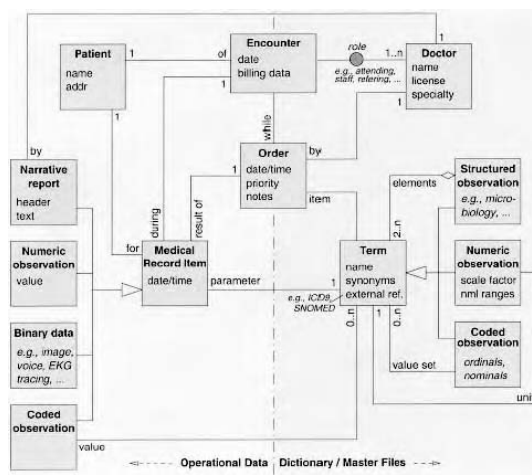 Patient
name
addr
1
of
Encounter
date
billing data
1
role
1..n
e.g., attending,
staff, refering, ...
1
Doctor
name
license
specialty
1
1
while
by
Narrative
report
header
text
Order
date/time
priority
notes
1
by
item
elements
2..n
Structured
observation
e.g., micro-
biology, ...
during
result of
Numeric
observation
value
for
Medical
Record Item
date/time
parameter
1
Term
name
synonyms
external ref.
e.g., ICD9,
SNOMED
0..n
1
0..n
Numeric
observation
scale factor
nml ranges
Binary data
e.g., image,
voice, EKG
tracing, ...
value set
Coded
observation
ordinals,
nominals
unit
Coded
observation
value
Operational Data
Dictionary / Master Files